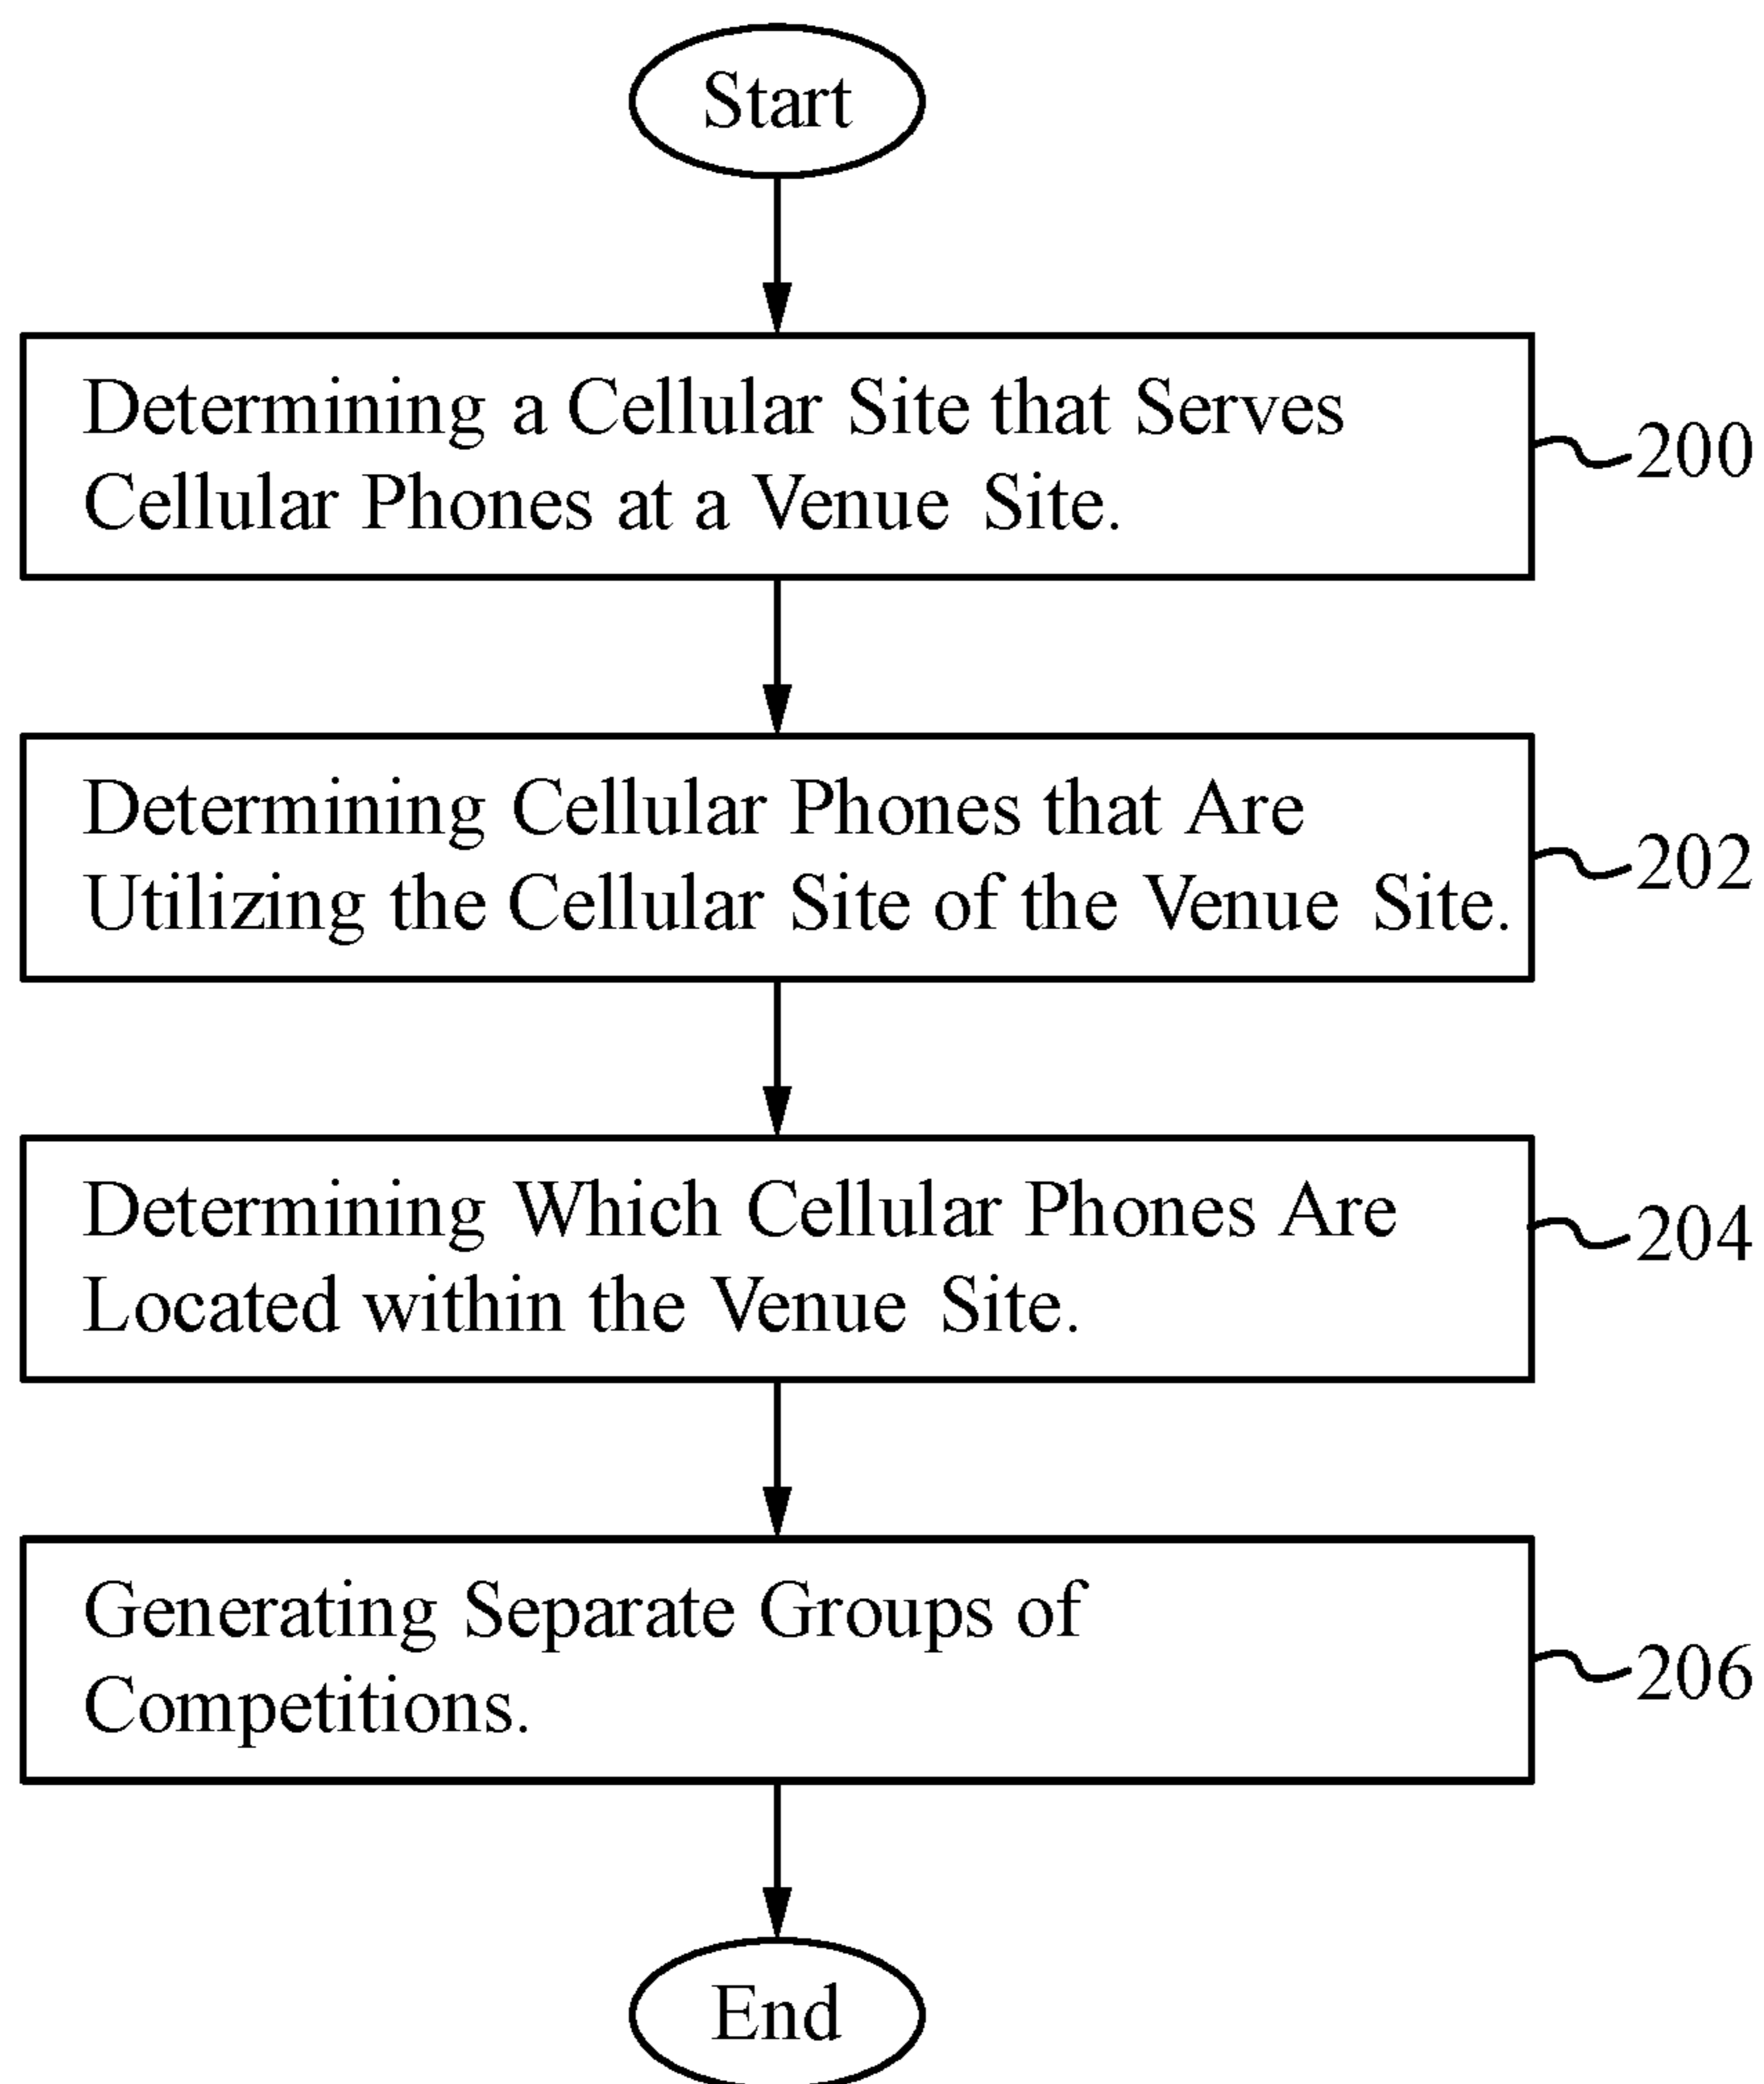 Start
Determining a Cellular Site that Serves
Cellular Phones at a Venue Site.
200
Determining Cellular Phones that Are
Utilizing the Cellular Site of the Venue Site.
202
Determining Which Cellular Phones Are
Located within the Venue Site.
204
Generating Separate Groups of
Competitions.
206
End